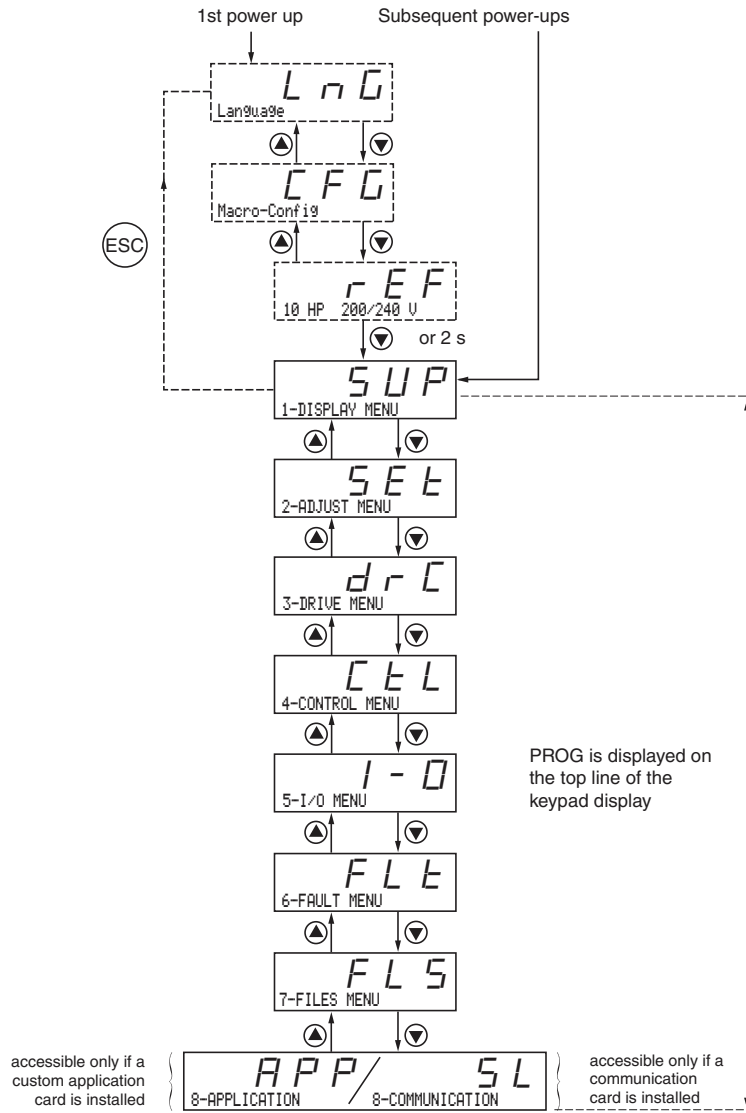 1st power up
Subsequent power-ups
LnG
Language
CFG
Macro-Config
ESC
rEF
10 HP 200/240 V
or 2 s
SUP
1-DISPLAY MENU
SEt
2-ADJUST MENU
drC
3-DRIVE MENU
CtL
4-CONTROL MENU
I-O
5-I/O MENU
PROG is displayed on
the top line of the
keypad display
FLt
6-FAULT MENU
FLS
7-FILES MENU
accessible only if a
custom application
card is installed
APP/ SL
8-APPLICATION 8-COMMUNICATION
accessible only if a
communication
card is installed